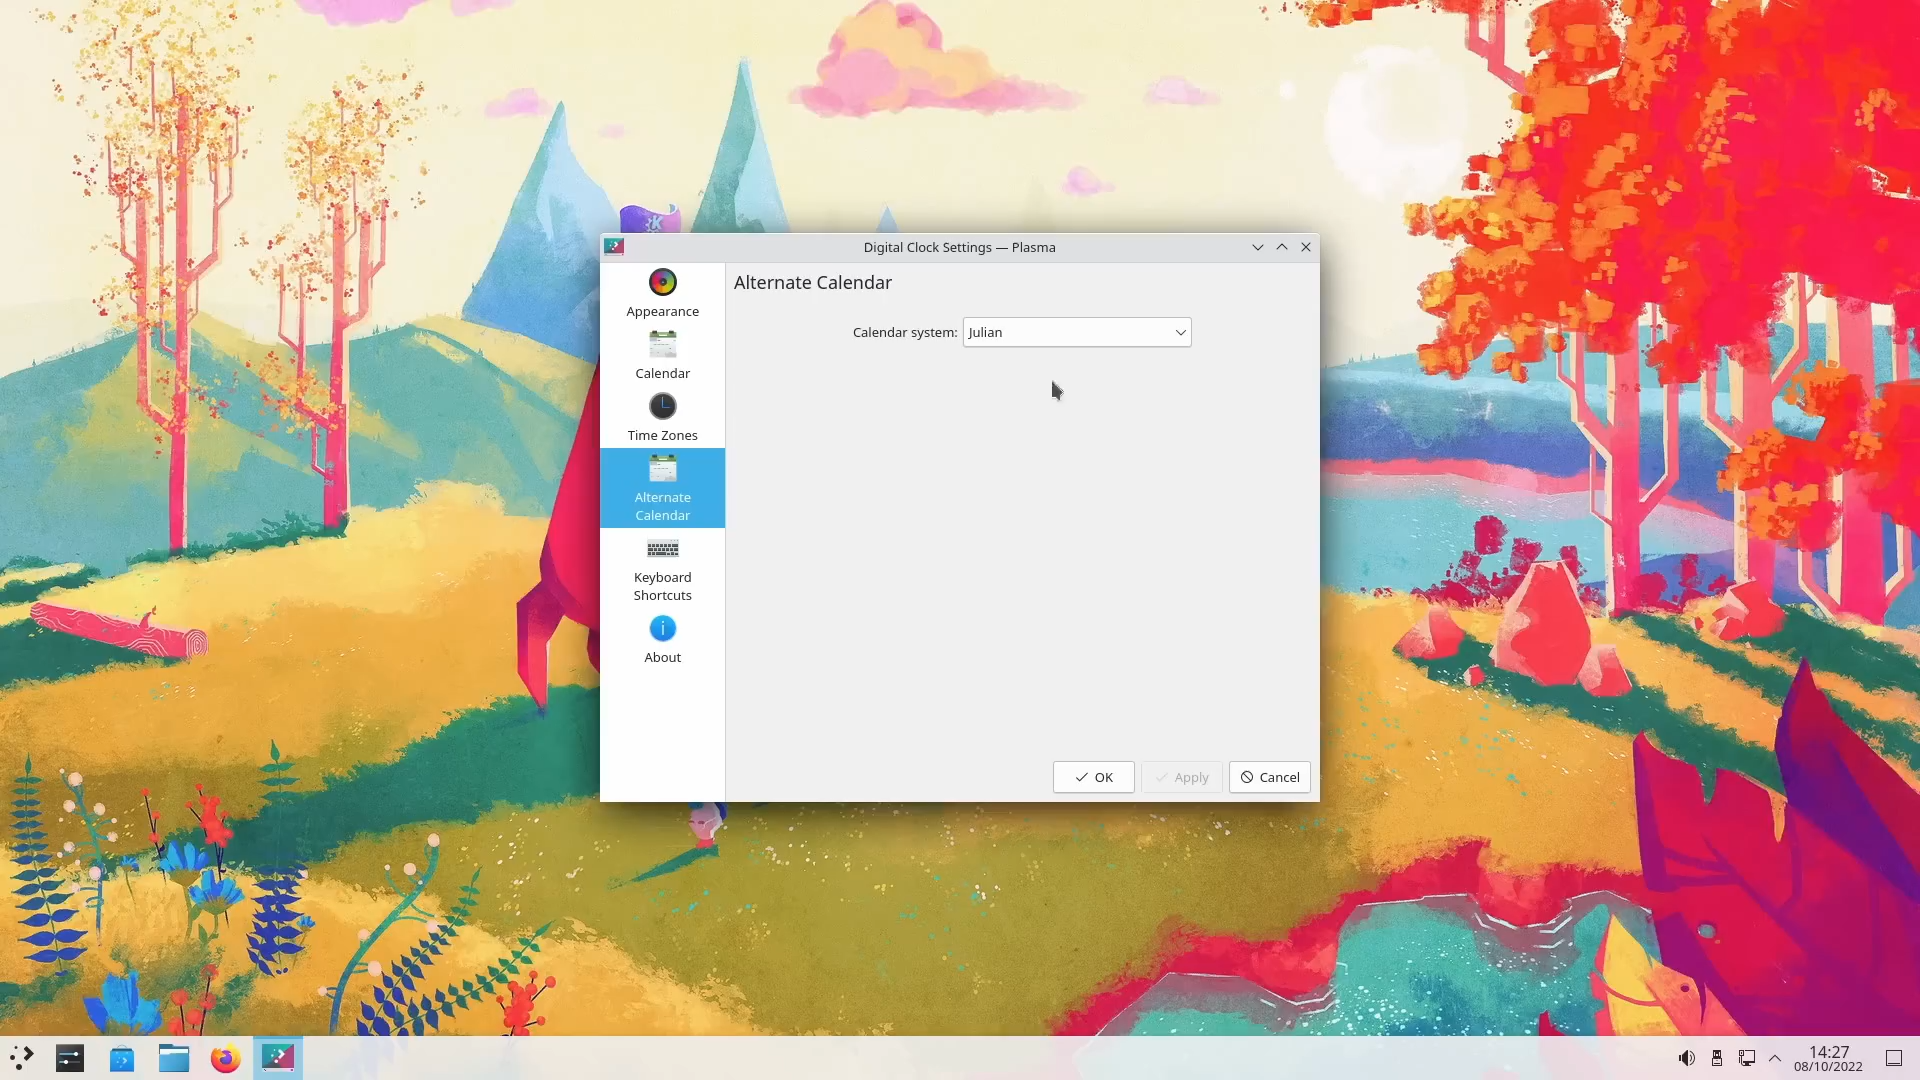 Digital Clock Settings — Plasma
Appearance
Calendar
Time Zones
Alternate
Calendar
Keyboard
Shortcuts
About
Alternate Calendar
Calendar system: Julian
OK
Apply
Cancel
14:27
08/10/2022